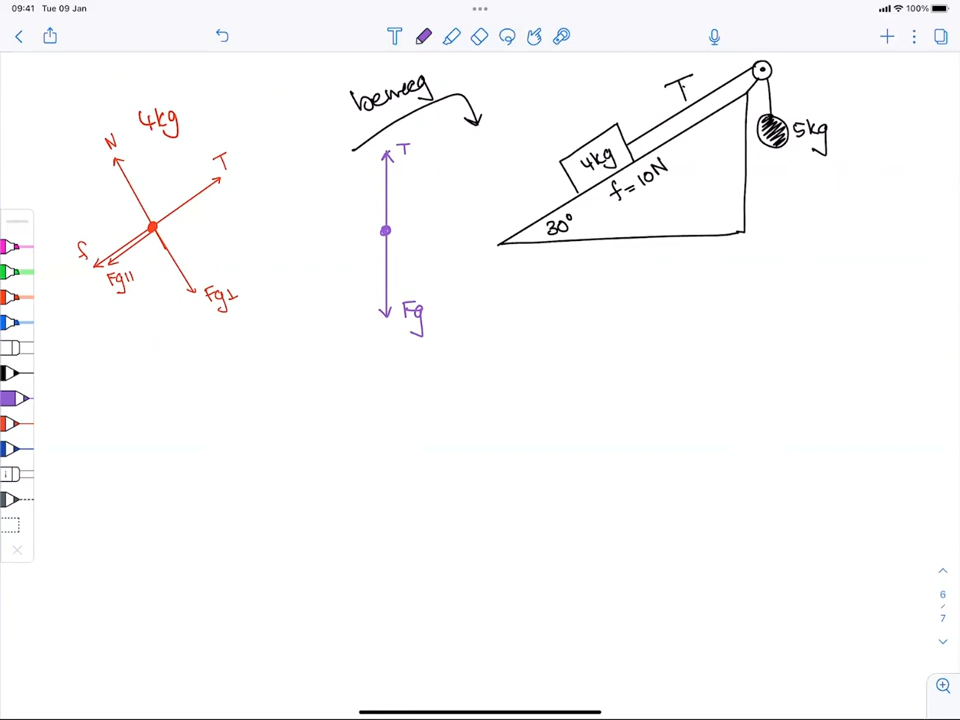 09:41 Tue 09 Jan
100%
T
beweeg
4kg
N
T
f
Fg||
Fg⊥
T
Fg
T
4kg
f=10N
30°
5kg
6
/
7